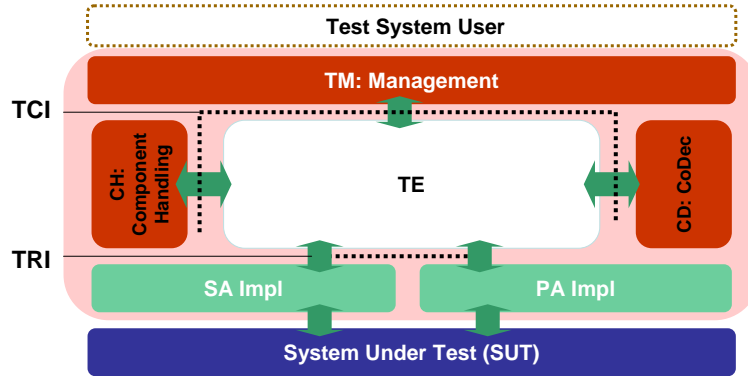 Test System User
TM: Management
TCI
CH:
Component
Handling
TE
CD: CoDec
TRI
SA Impl
PA Impl
System Under Test (SUT)